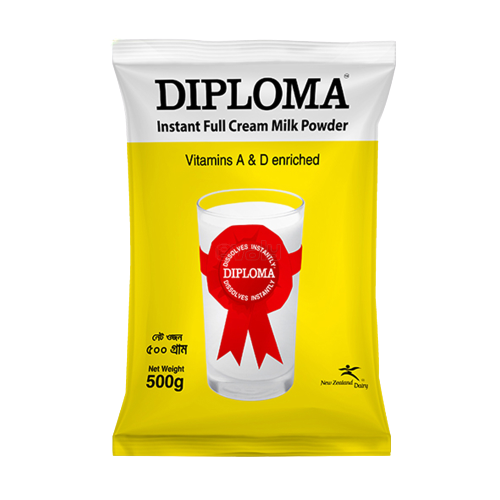 DIPLOMA™
Instant Full Cream Milk Powder
Vitamins A & D enriched
DISSOLVES INSTANTLY
DIPLOMA
DISSOLVES INSTANTLY
নেট ওজন
৫০০ গ্রাম
Net Weight
500g
New Zealand Dairy